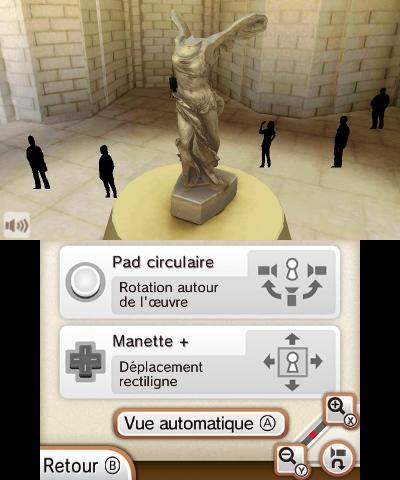 Pad circulaire
Rotation autour
de l'œuvre
Manette +
Déplacement
rectiligne
Vue automatique Ⓐ
X
Y
Retour Ⓑ